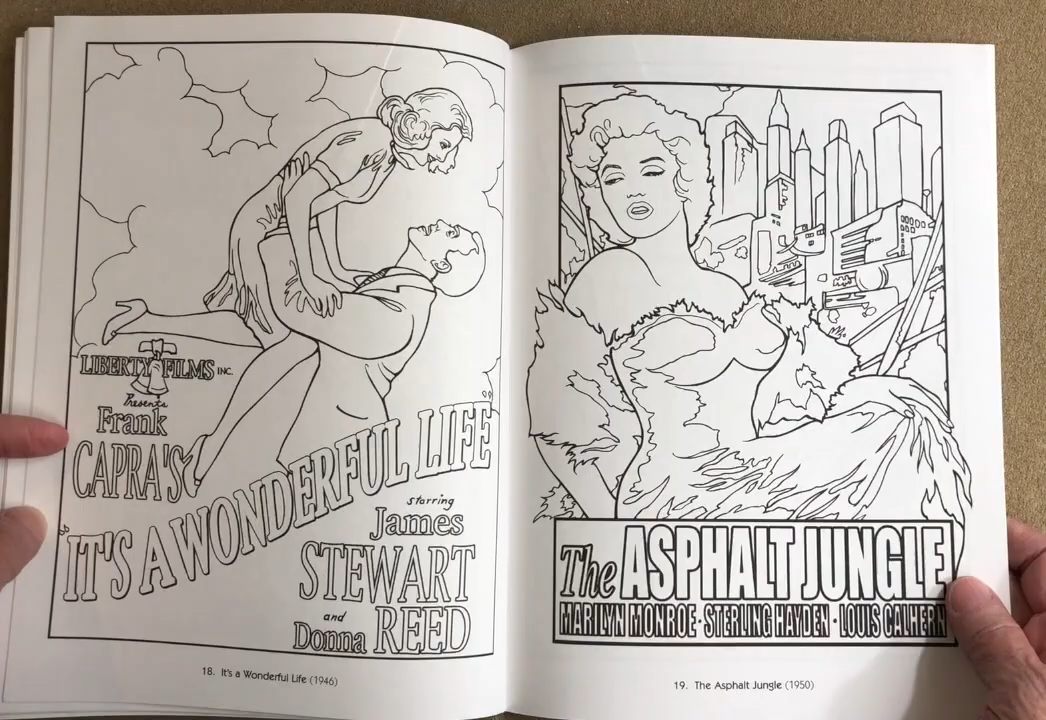 LIBERTY FILMS INC.
Presents
Frank
CAPRA'S
"IT'S A WONDERFUL LIFE
starring
James
STEWART
and
Donna REED
18. It's a Wonderful Life (1946)
The ASPHALT JUNGLE
MARILYN MONROE · STERLING HAYDEN · LOUIS CALHERN
19. The Asphalt Jungle (1950)